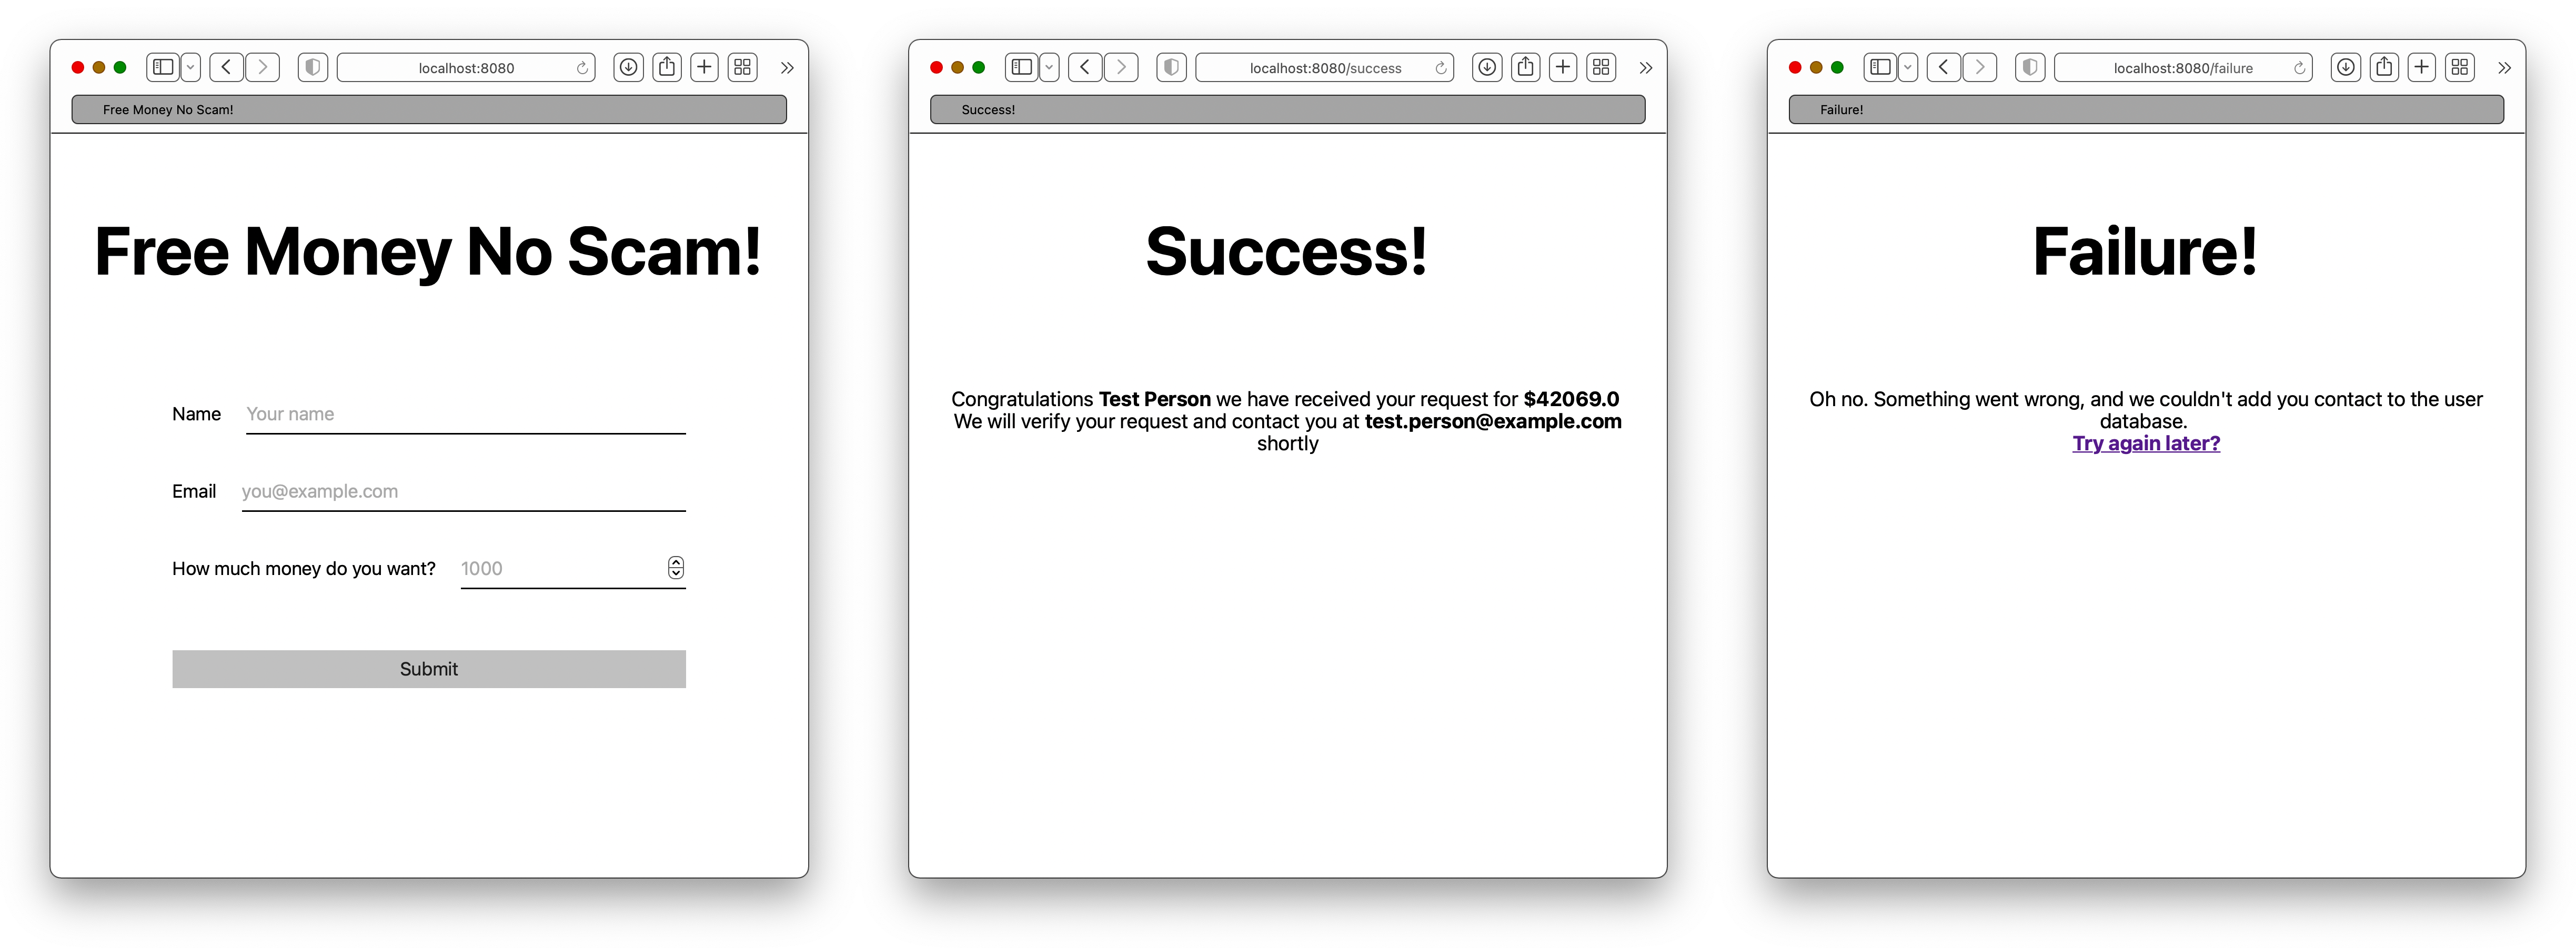 localhost:8080
Free Money No Scam!
Free Money No Scam!
Name Your name
Email you@example.com
How much money do you want? 1000
Submit
localhost:8080/success
Success!
Success!
Congratulations Test Person we have received your request for $42069.0
We will verify your request and contact you at test.person@example.com
shortly
localhost:8080/failure
Failure!
Failure!
Oh no. Something went wrong, and we couldn't add you contact to the user
database.
Try again later?